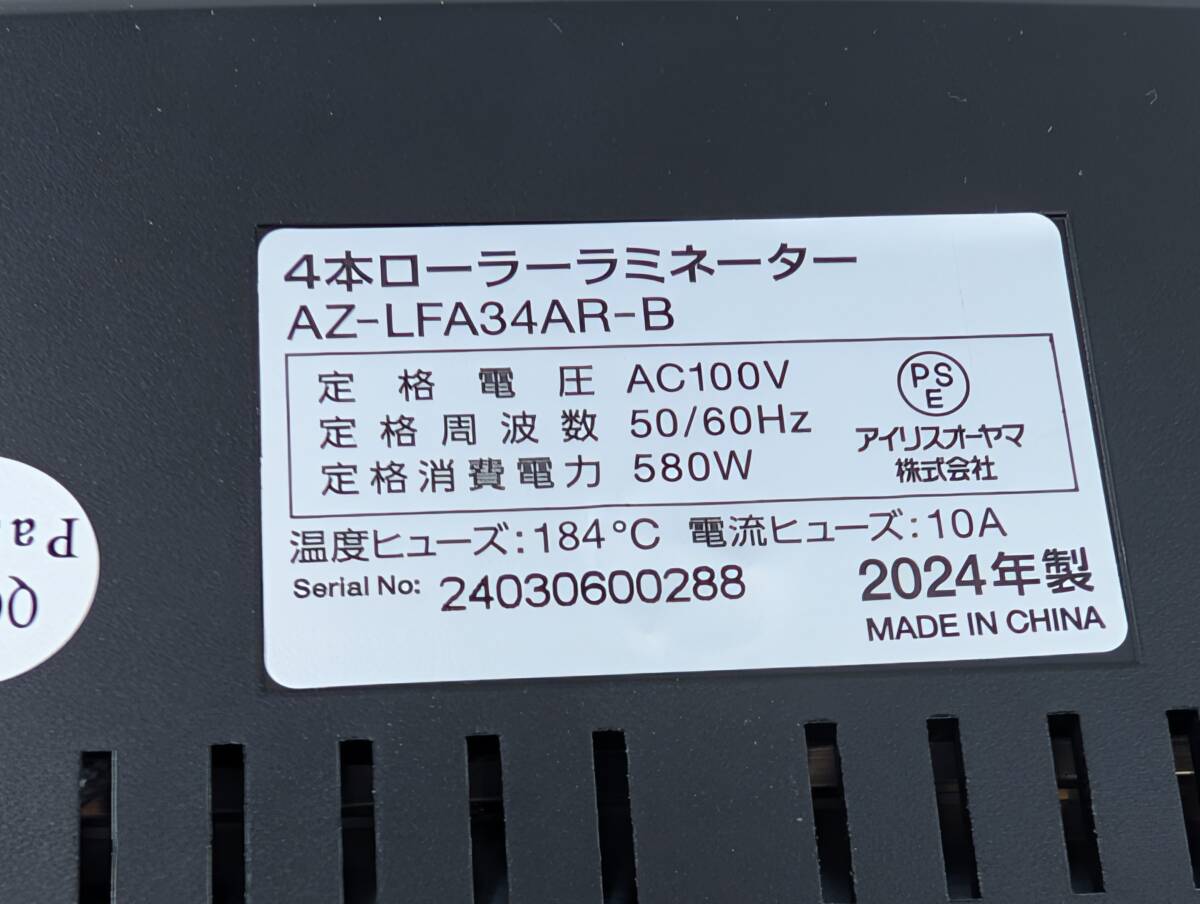 4本ローラーラミネーター
AZ-LFA34AR-B
定格電圧 AC100V
定格周波数 50/60Hz
定格消費電力 580W
PS
E
アイリスオーヤマ
株式会社
温度ヒューズ:184℃ 電流ヒューズ:10A
Serial No: 24030600288
2024年製
MADE IN CHINA